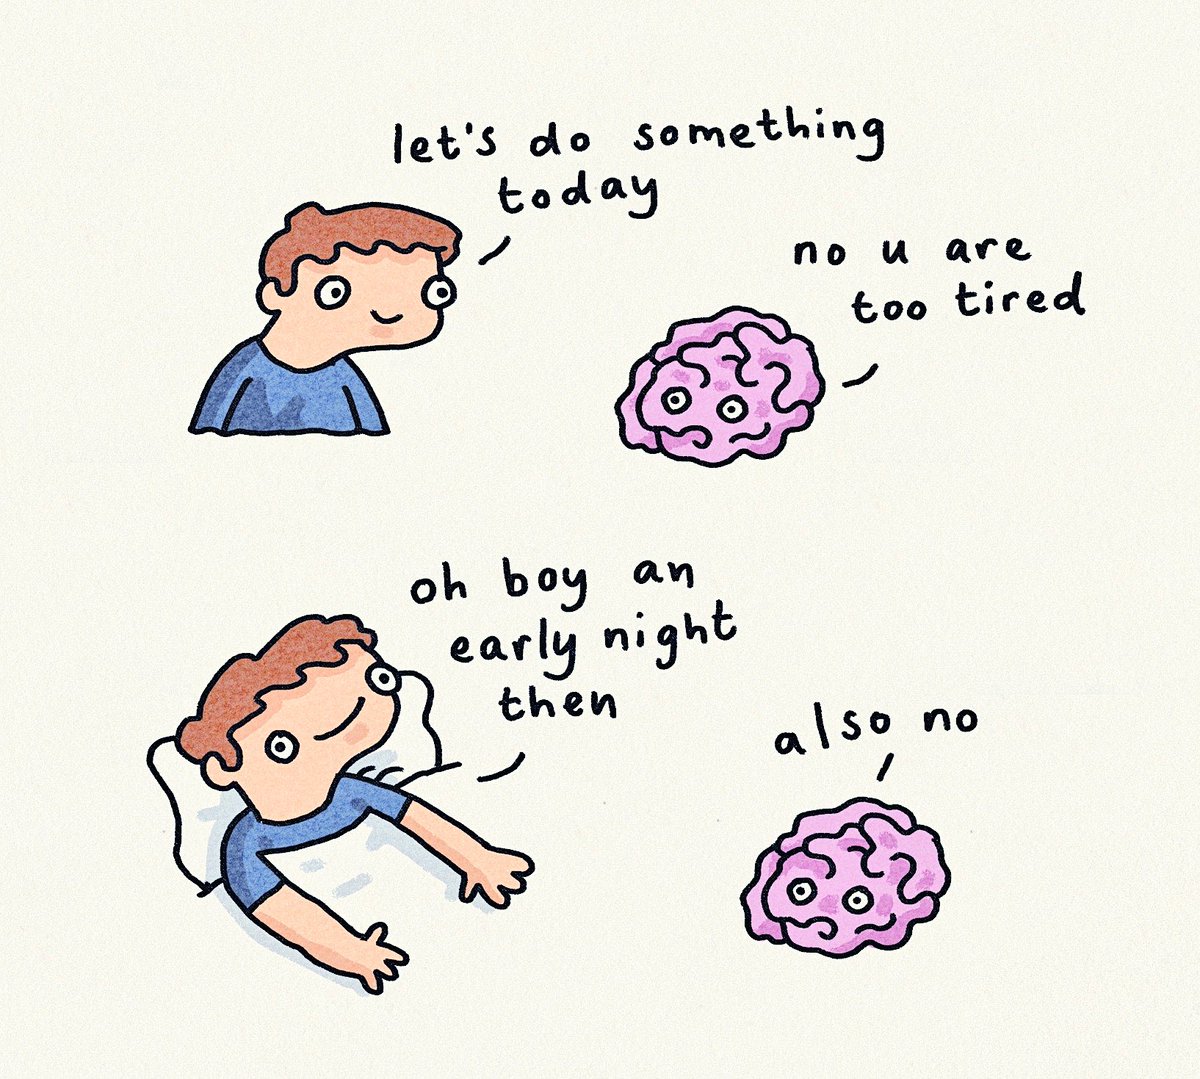 let's do something
today
no u are
too tired
oh boy an
early night
then
also no